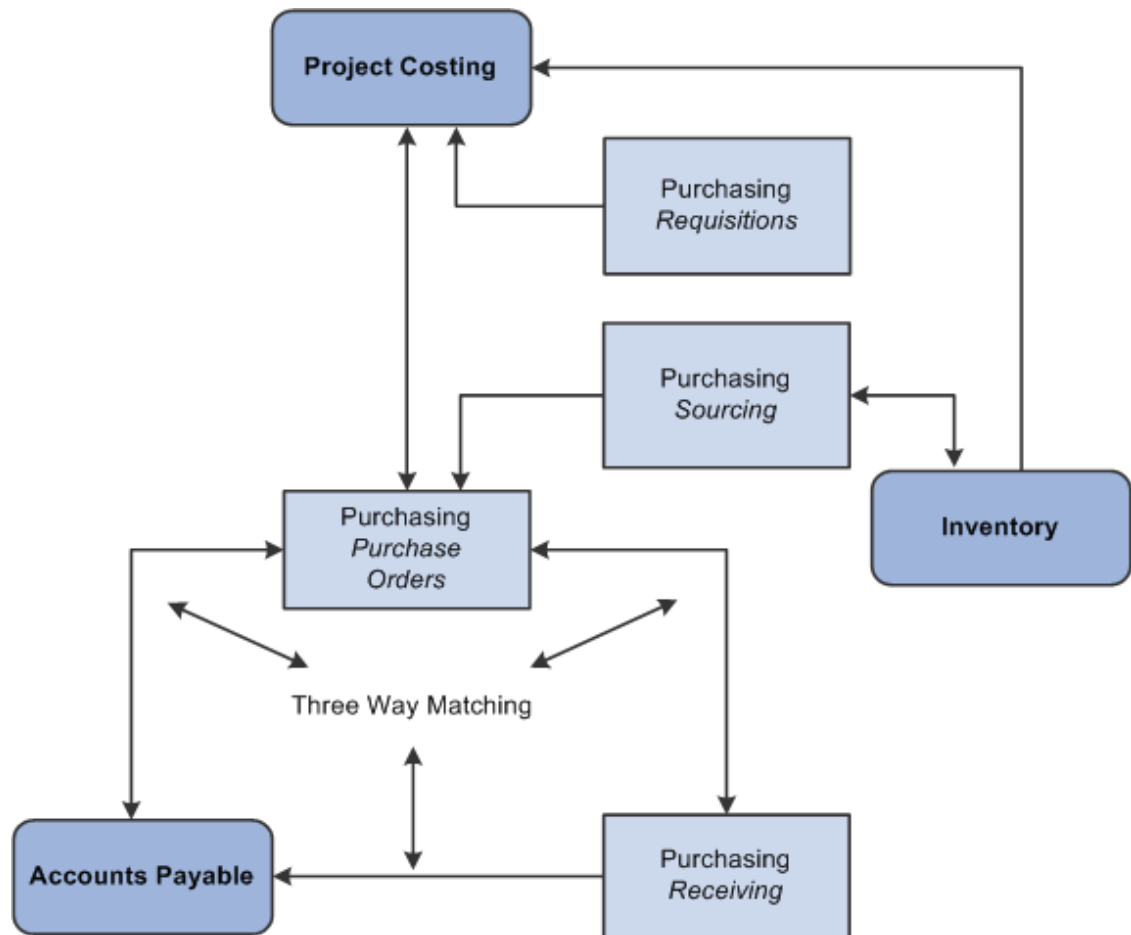 Project Costing
Purchasing
Requisitions
Purchasing
Sourcing
Inventory
Purchasing
Purchase
Orders
Three Way Matching
Accounts Payable
Purchasing
Receiving